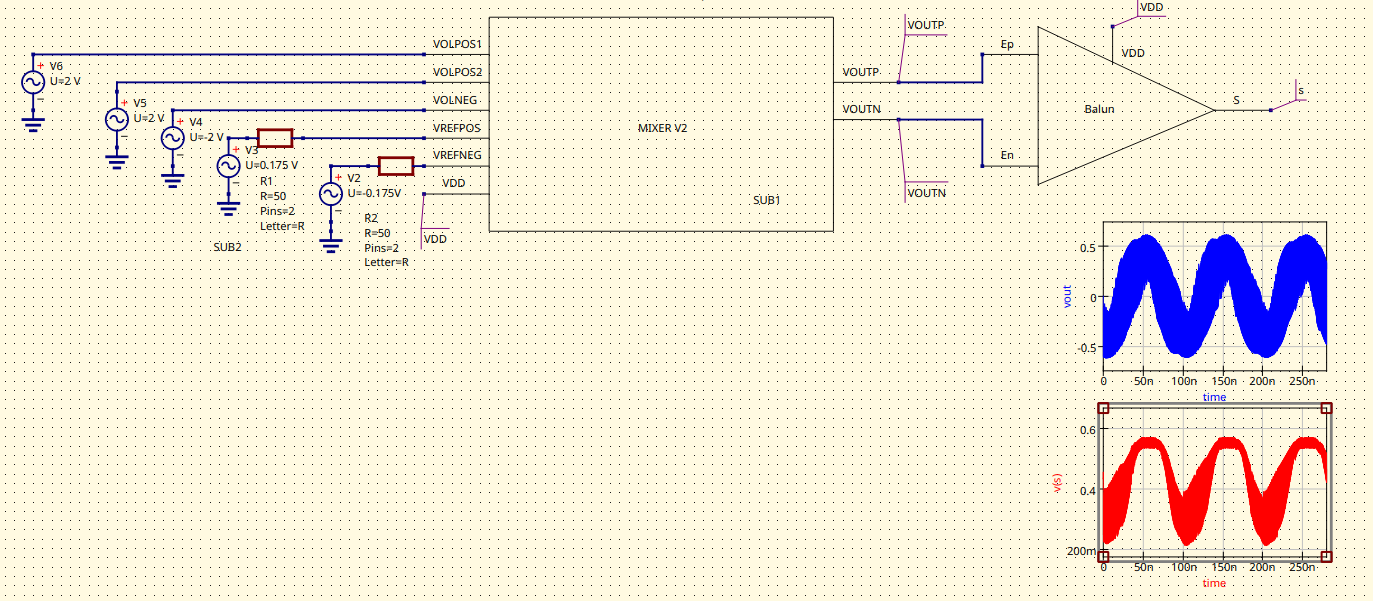 VOLPOS1
VOLPOS2
VOLNEG
VREFPOS
VREFNEG
VDD
VDD
V6
U=2 V
V5
U=2 V
V4
U=-2 V
V3
U=0.175 V
R1
R=50
Pins=2
Letter=R
SUB2
V2
U=-0.175V
R2
R=50
Pins=2
Letter=R
MIXER V2
SUB1
VOUTP
VOUTN
VOUTP
VOUTN
Ep
En
Balun
VDD
VDD
S
s
0.5
0
-0.5
vout
0 50n 100n 150n 200n 250n
time
0.6
0.4
200m
v(s)
0 50n 100n 150n 200n 250n
time